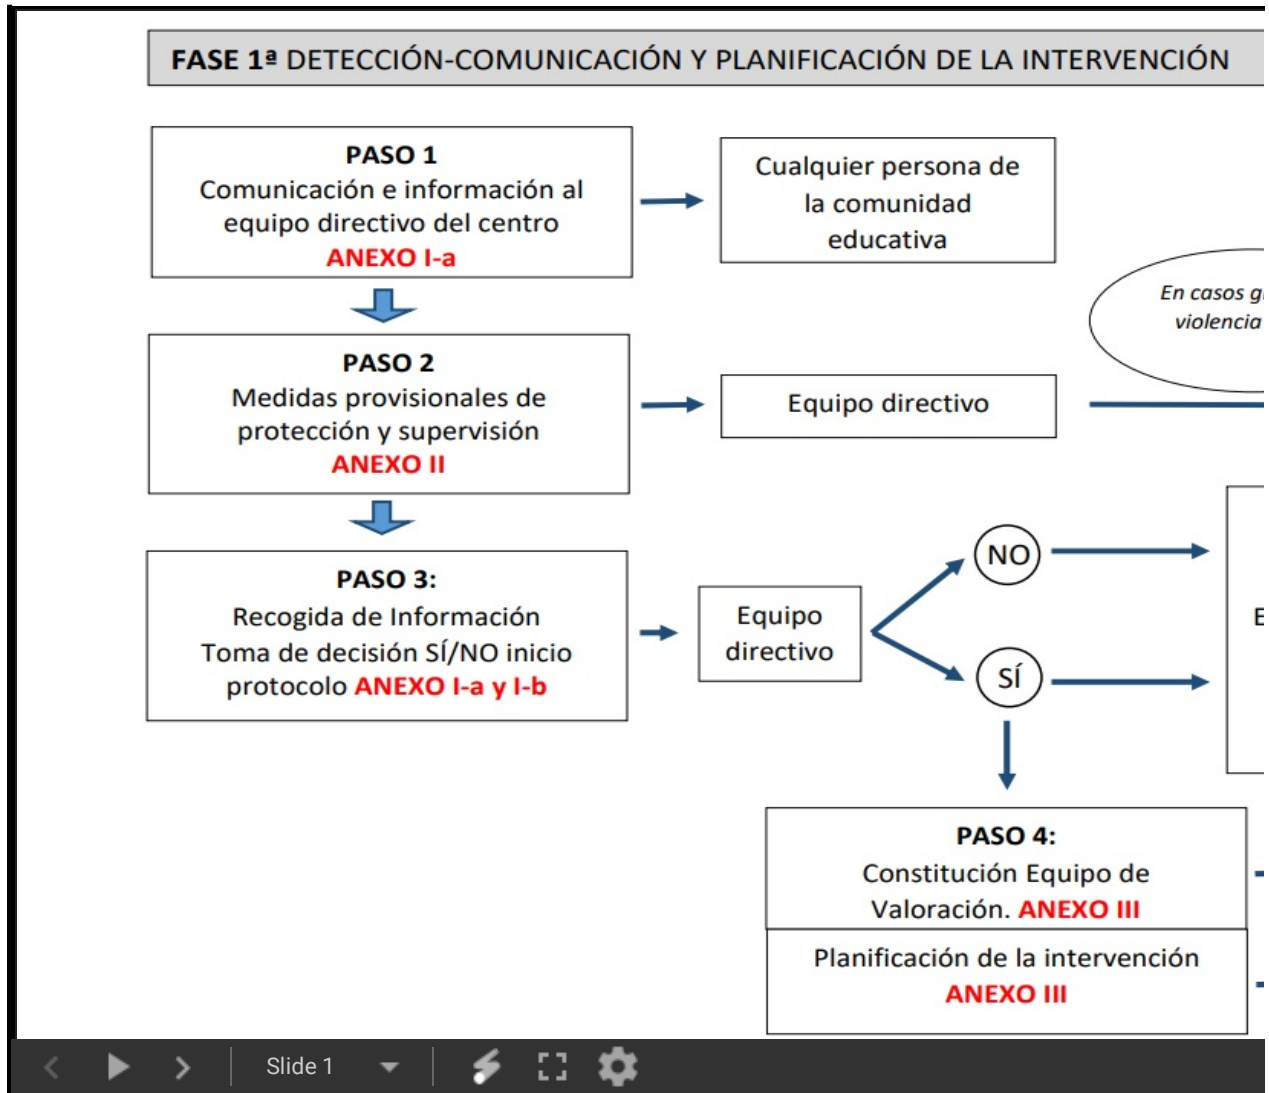 FASE 1ª DETECCIÓN-COMUNICACIÓN Y PLANIFICACIÓN DE LA INTERVENCIÓN
PASO 1
Comunicación e información al
equipo directivo del centro
ANEXO I-a
Cualquier persona de
la comunidad
educativa
En casos
violencia
PASO 2
Medidas provisionales de
protección y supervisión
ANEXO II
Equipo directivo
PASO 3:
Recogida de Información
Toma de decisión SÍ/NO inicio
protocolo ANEXO I-a y I-b
Equipo
directivo
NO
SÍ
PASO 4:
Constitución Equipo de
Valoración. ANEXO III
Planificación de la intervención
ANEXO III
Slide 1